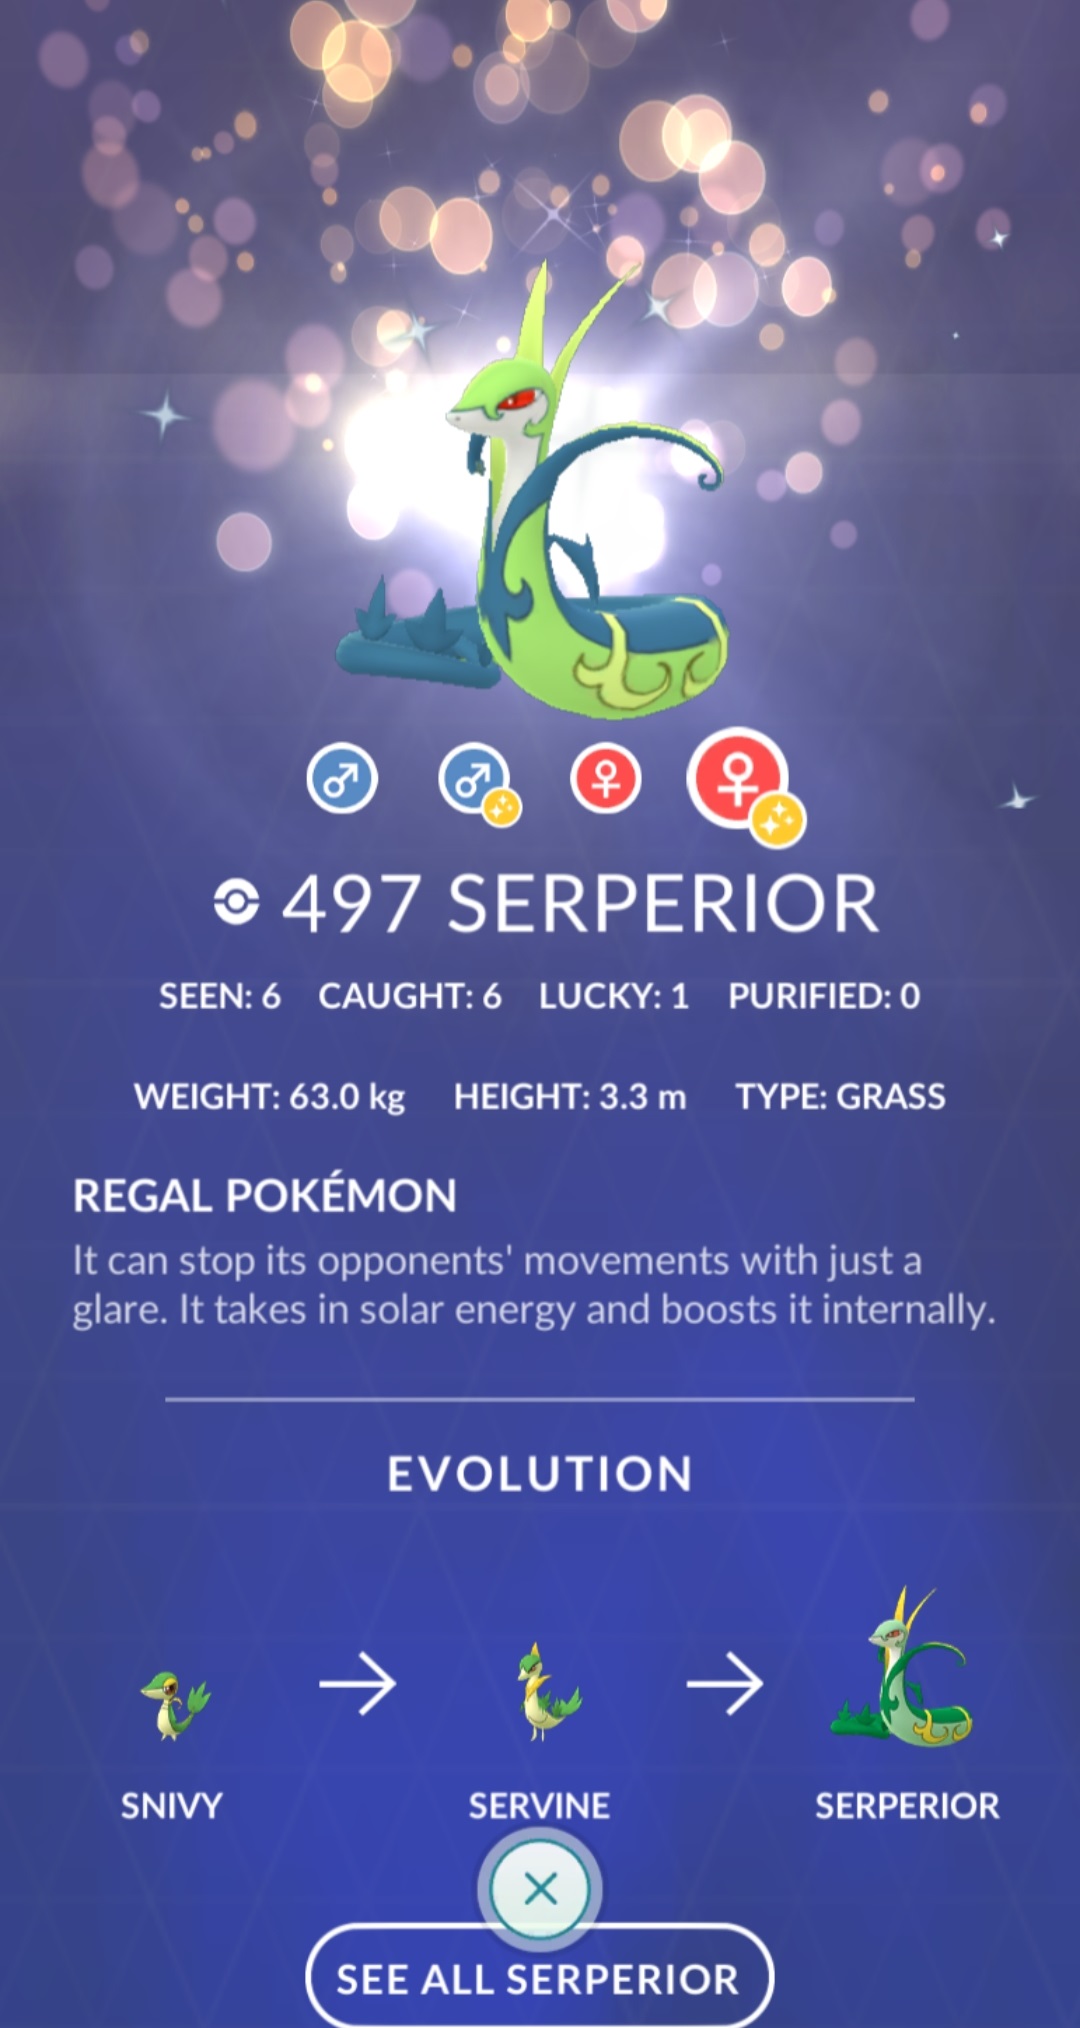 497 SERPERIOR
SEEN: 6 CAUGHT: 6 LUCKY: 1 PURIFIED: 0
WEIGHT: 63.0 kg HEIGHT: 3.3 m TYPE: GRASS
REGAL POKÉMON
It can stop its opponents' movements with just a
glare. It takes in solar energy and boosts it internally.
EVOLUTION
SNIVY SERVINE SERPERIOR
SEE ALL SERPERIOR